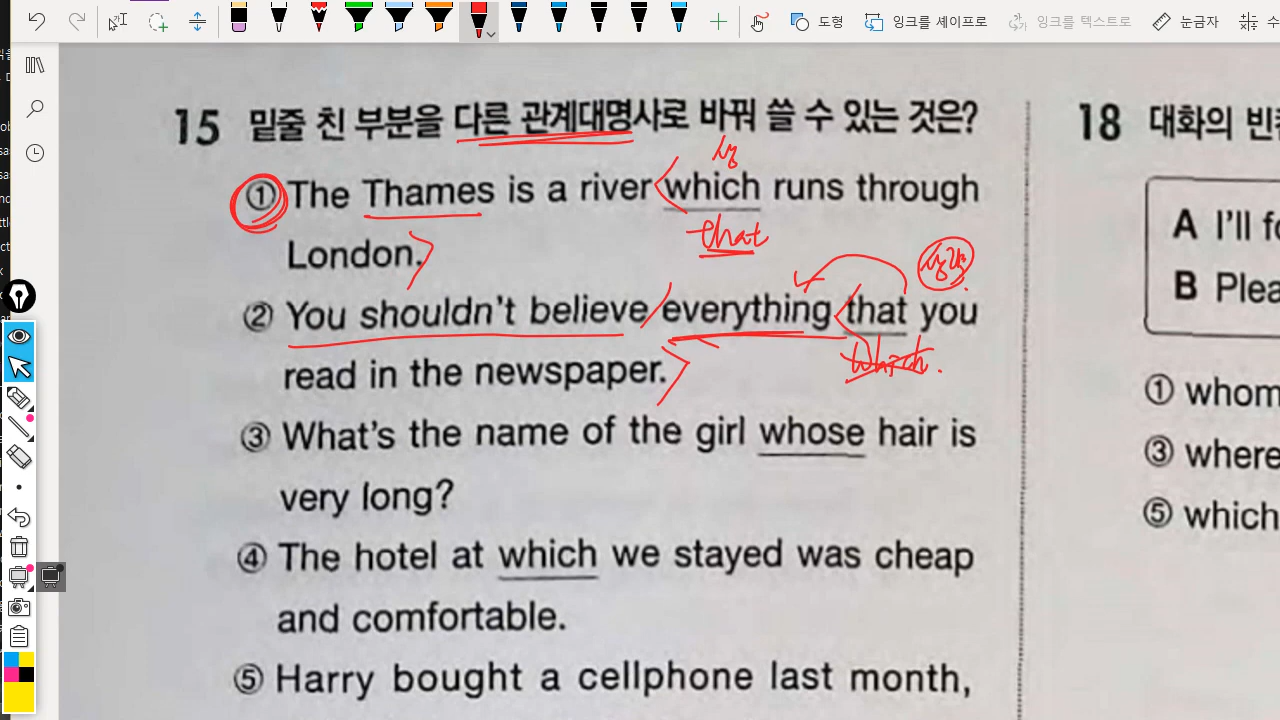 도형
잉크를 셰이프로
잉크를 텍스트로
눈금자
15 밑줄 친 부분을 다른 관계대명사로 바꿔 쓸 수 있는 것은?
① The Thames is a river which runs through
that
London.
② You shouldn't believe everything that you
which.
read in the newspaper.
③ What's the name of the girl whose hair is
very long?
④ The hotel at which we stayed was cheap
and comfortable.
⑤ Harry bought a cellphone last month,
18 대화의
A I'll
B
① whom
③ where
⑤ which